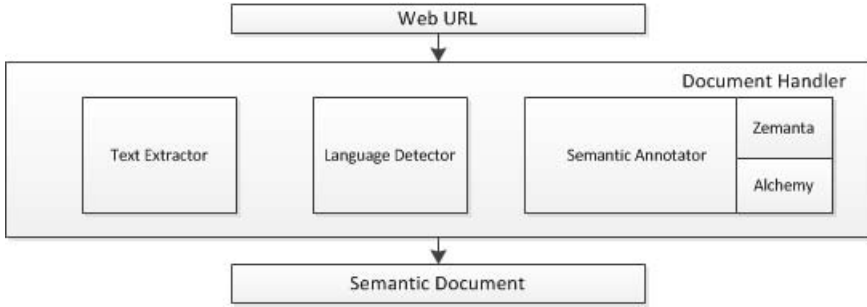 Web URL
Document Handler
Text Extractor
Language Detector
Semantic Annotator
Zemanta
Alchemy
Semantic Document